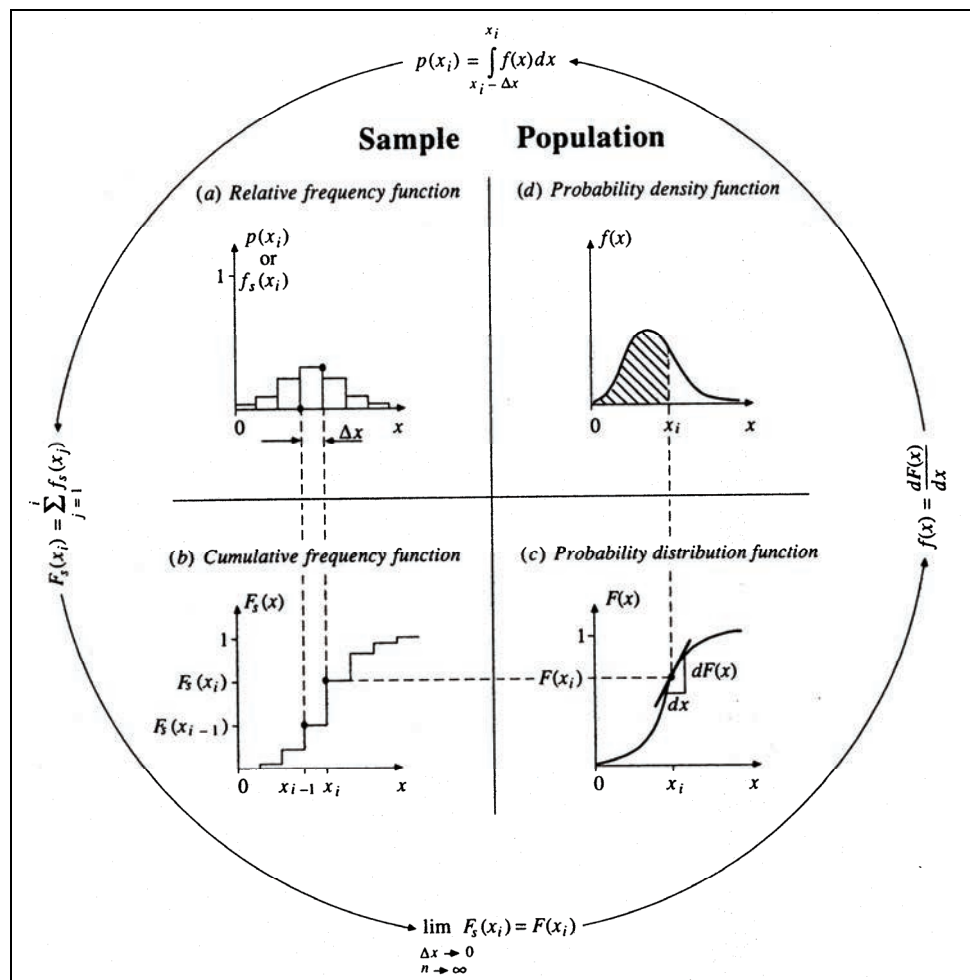 x_i
p(x_i) = ∫ f(x)dx
x_i − Δx
Sample Population
(a) Relative frequency function
p(x_i)
or
f_s(x_i)
1
0
x
Δx
(d) Probability density function
f(x)
0
x_i
x
F_s(x_i) = Σ f_s(x_j)
i
j = 1
f(x) = dF(x)
dx
(b) Cumulative frequency function
F_s(x)
1
F_s(x_i)
F_s(x_{i−1})
0
x_{i−1}
x_i
x
(c) Probability distribution function
F(x)
1
F(x_i)
dF(x)
dx
0
x_i
x
lim F_s(x_i) = F(x_i)
Δx → 0
n → ∞